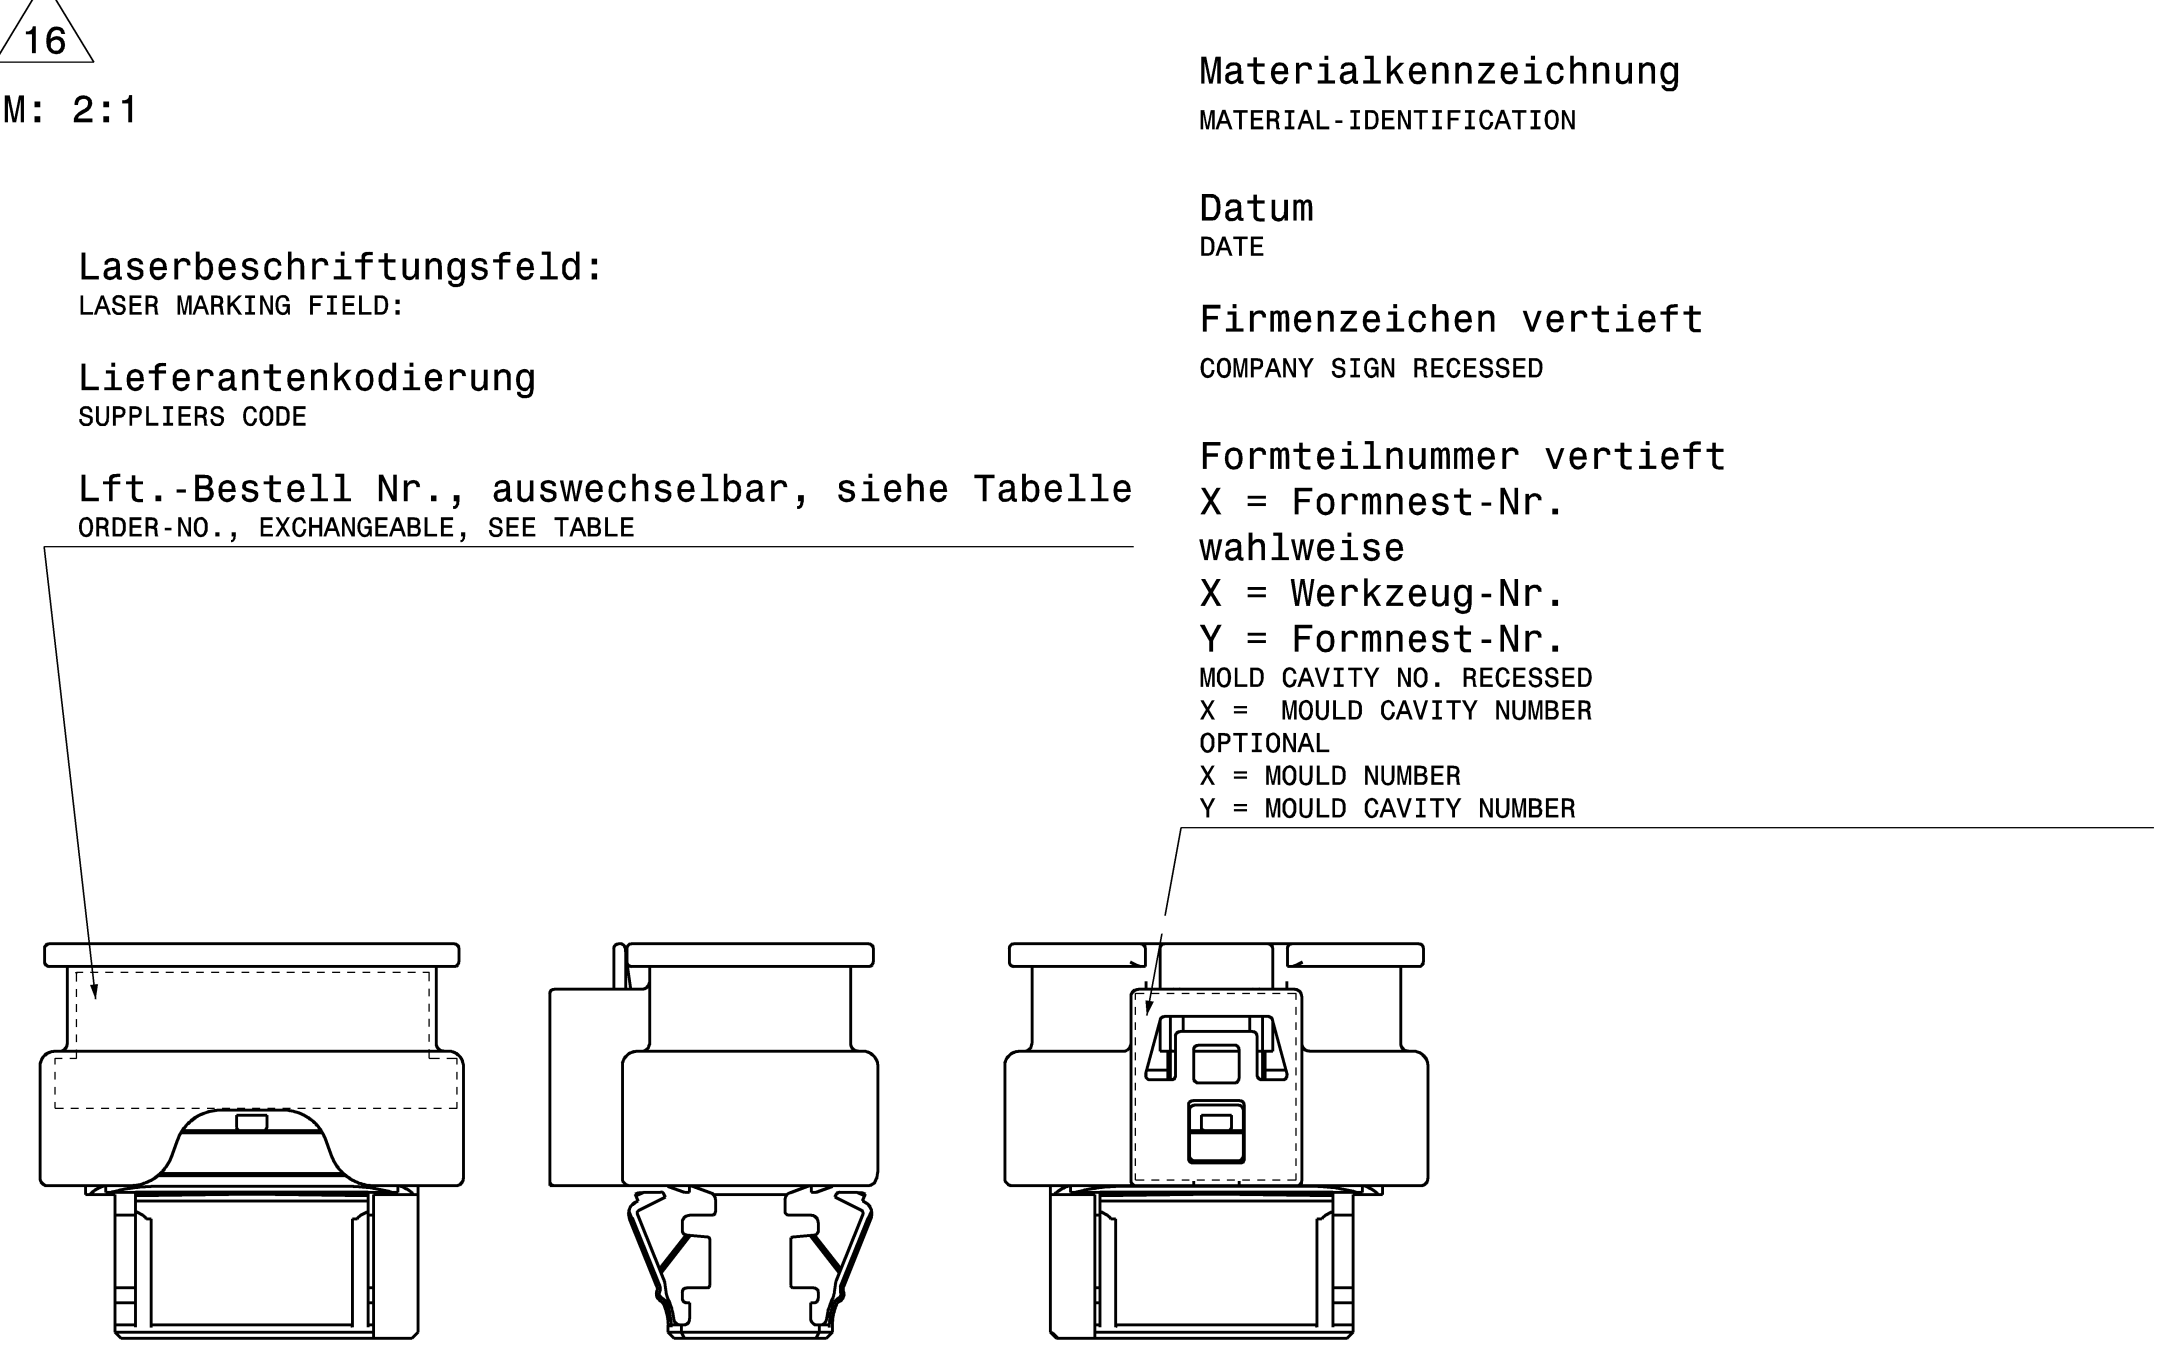 16
M: 2:1
Laserbeschriftungsfeld:
LASER MARKING FIELD:
Lieferantenkodierung
SUPPLIERS CODE
Lft.-Bestell Nr., auswechselbar, siehe Tabelle
ORDER-NO., EXCHANGEABLE, SEE TABLE
Materialkennzeichnung
MATERIAL-IDENTIFICATION
Datum
DATE
Firmenzeichen vertieft
COMPANY SIGN RECESSED
Formteilnummer vertieft
X = Formnest-Nr.
wahlweise
X = Werkzeug-Nr.
Y = Formnest-Nr.
MOLD CAVITY NO. RECESSED
X =  MOULD CAVITY NUMBER
OPTIONAL
X = MOULD NUMBER
Y = MOULD CAVITY NUMBER